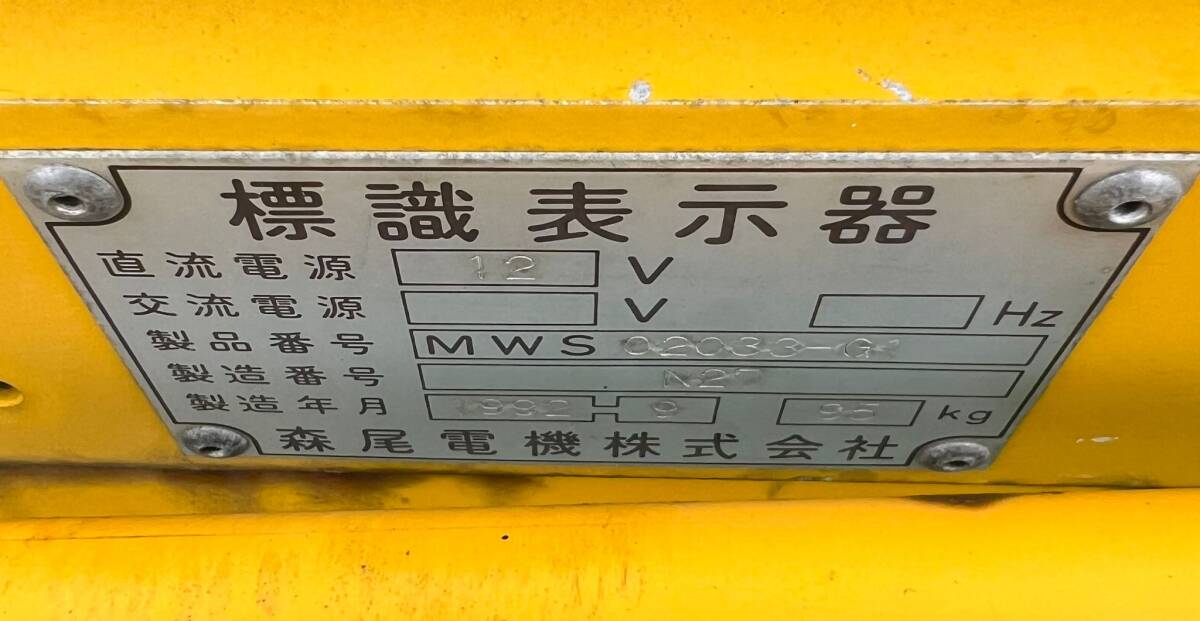 標識表示器
直流電源 12 V
交流電源 V Hz
製品番号 MWS 02033-G
製造番号
製造年月 1992-9 95 kg
森尾電機株式会社